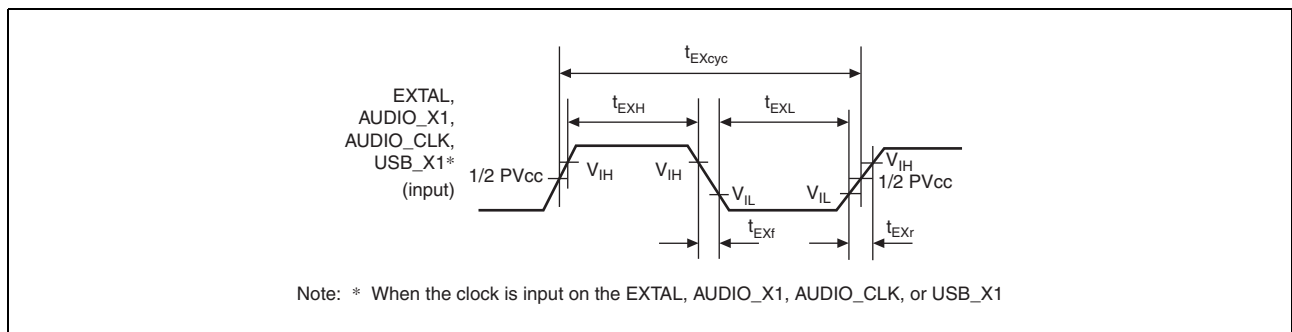 tEXcyc
EXTAL,
AUDIO_X1,
AUDIO_CLK,
USB_X1*
(input)
tEXH
tEXL
1/2 PVcc
VIH
VIH
VIL
VIL
VIH
1/2 PVcc
tEXf
tEXr
Note: * When the clock is input on the EXTAL, AUDIO_X1, AUDIO_CLK, or USB_X1